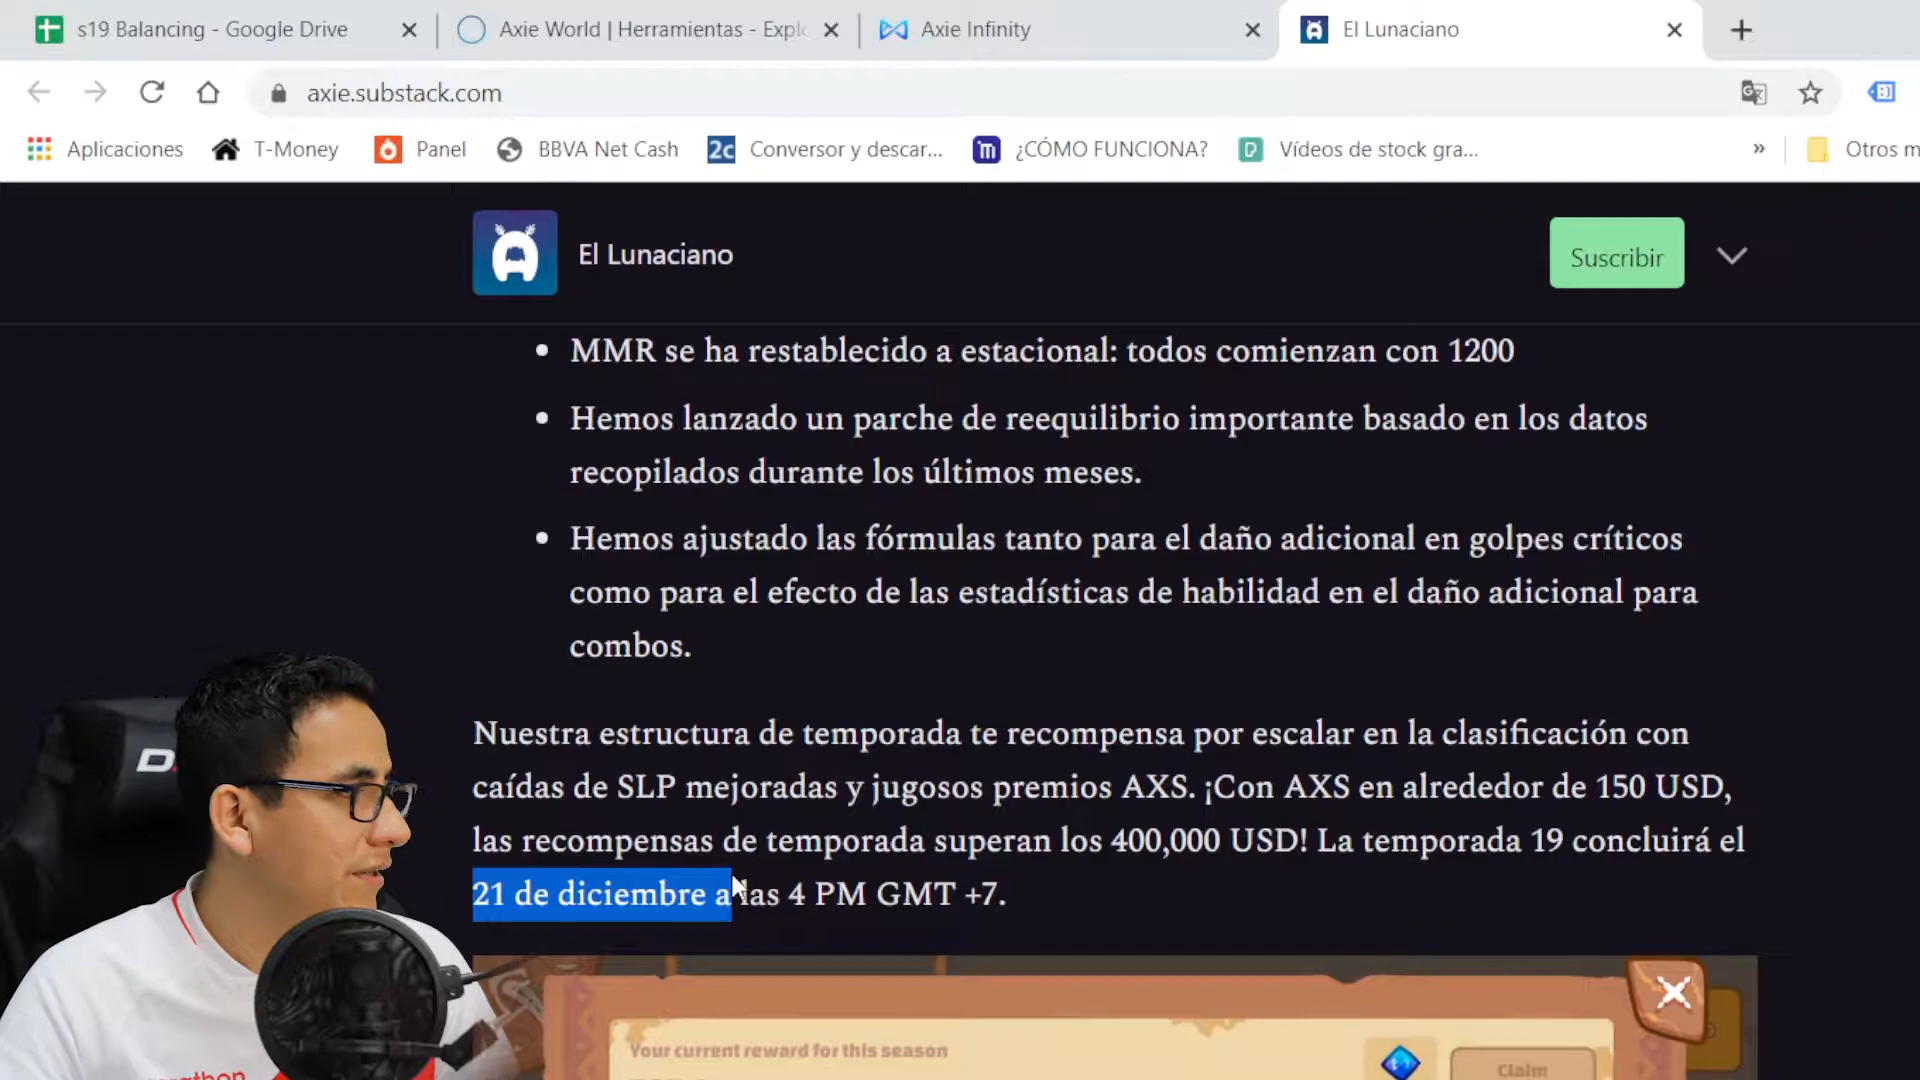 s19 Balancing - Google Drive
Axie World | Herramientas - Explo
Axie Infinity
El Lunaciano
axie.substack.com
Aplicaciones
T-Money
Panel
BBVA Net Cash
2c
Conversor y descar...
¿CÓMO FUNCIONA?
Vídeos de stock gra...
»
Otros m
El Lunaciano
Suscribir
• MMR se ha restablecido a estacional: todos comienzan con 1200
• Hemos lanzado un parche de reequilibrio importante basado en los datos
recopilados durante los últimos meses.
• Hemos ajustado las fórmulas tanto para el daño adicional en golpes críticos
como para el efecto de las estadísticas de habilidad en el daño adicional para
combos.
Nuestra estructura de temporada te recompensa por escalar en la clasificación con
caídas de SLP mejoradas y jugosos premios AXS. ¡Con AXS en alrededor de 150 USD,
las recompensas de temporada superan los 400,000 USD! La temporada 19 concluirá el
21 de diciembre a las 4 PM GMT +7.
Your current reward for this season
Claim